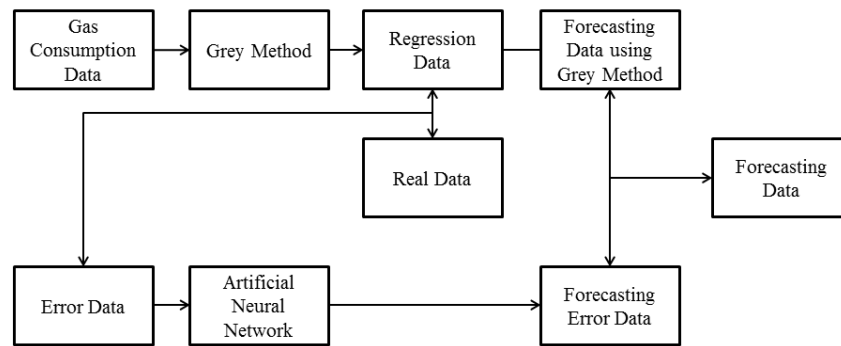 Gas
Consumption
Data
Grey Method
Regression
Data
Forecasting
Data using
Grey Method
Real Data
Forecasting
Data
Error Data
Artificial
Neural
Network
Forecasting
Error Data